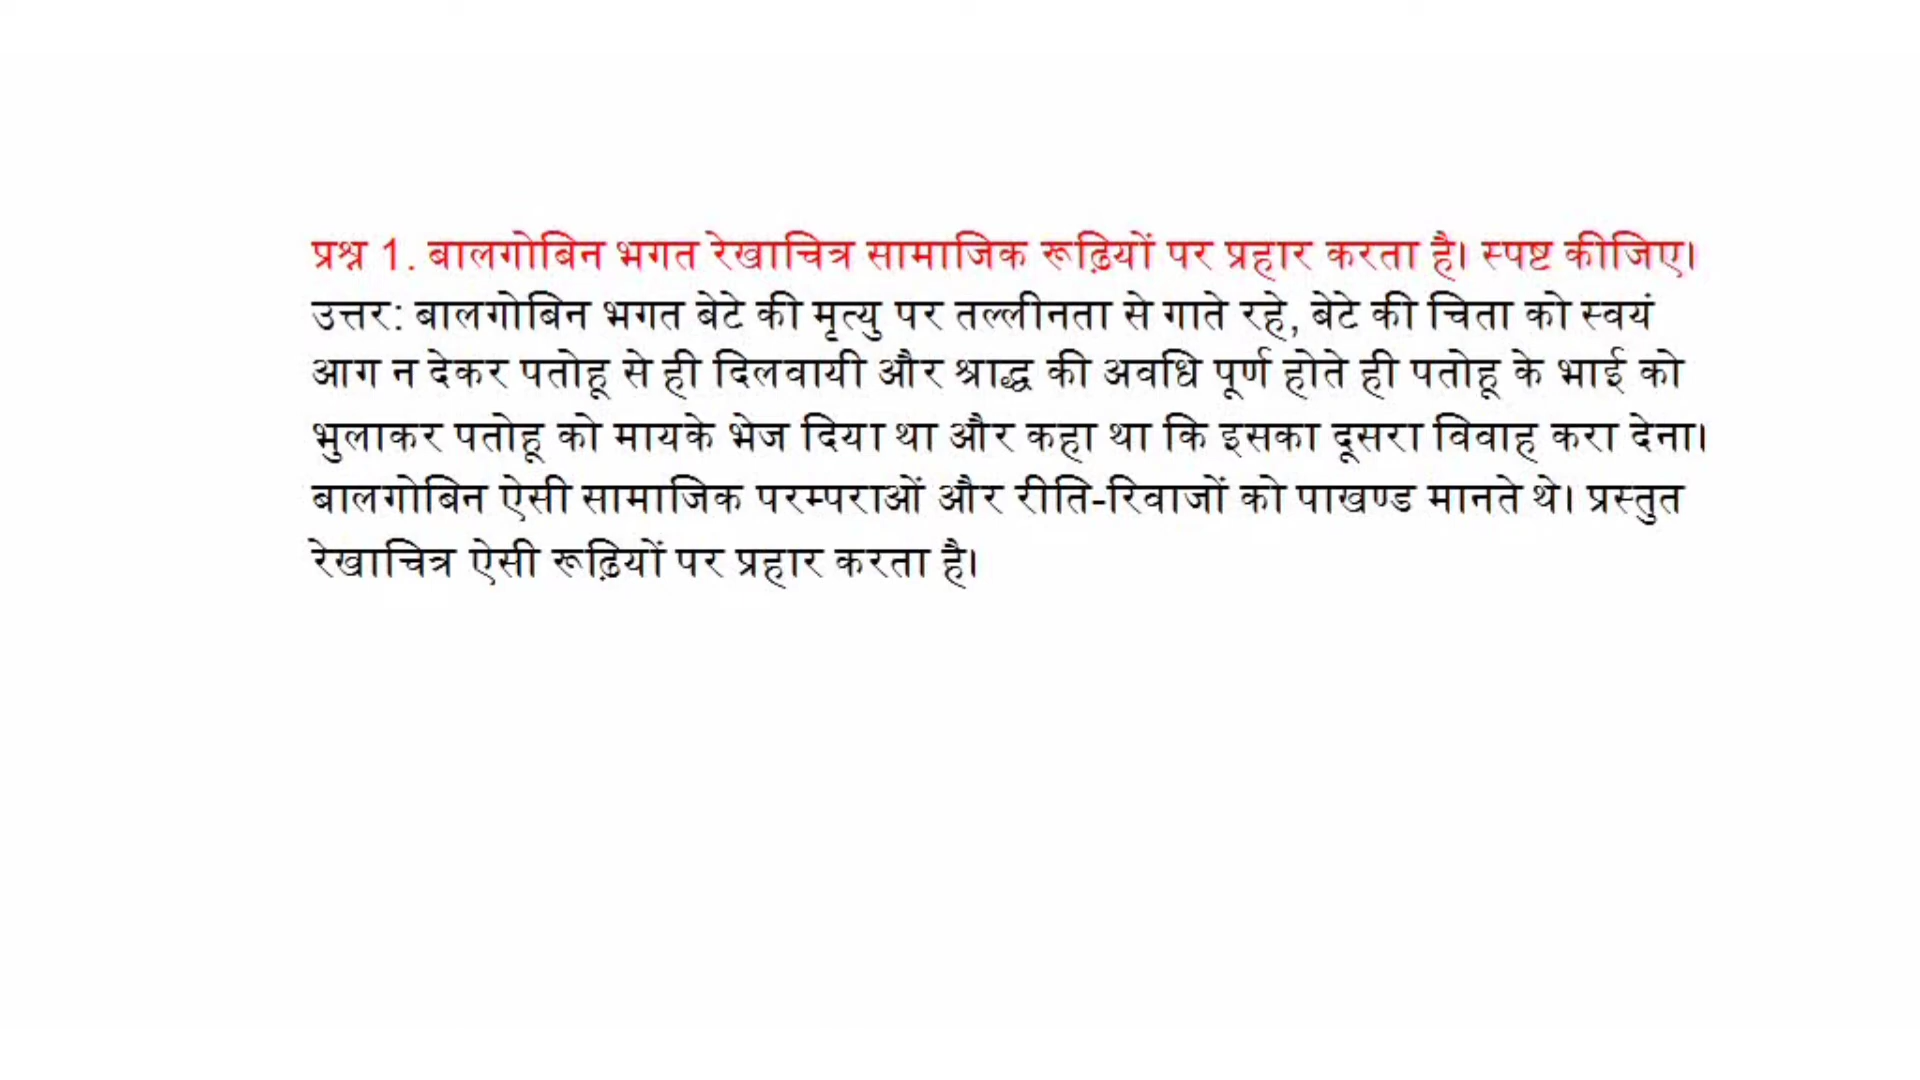 प्रश्न 1. बालगोबिन भगत रेखाचित्र सामाजिक रूढ़ियों पर प्रहार करता है। स्पष्ट कीजिए।
उत्तर: बालगोबिन भगत बेटे की मृत्यु पर तल्लीनता से गाते रहे, बेटे की चिता को स्वयं
आग न देकर पतोहू से ही दिलवायी और श्राद्ध की अवधि पूर्ण होते ही पतोहू के भाई को
भुलाकर पतोहू को मायके भेज दिया था और कहा था कि इसका दूसरा विवाह करा देना।
बालगोबिन ऐसी सामाजिक परम्पराओं और रीति-रिवाजों को पाखण्ड मानते थे। प्रस्तुत
रेखाचित्र ऐसी रूढ़ियों पर प्रहार करता है।